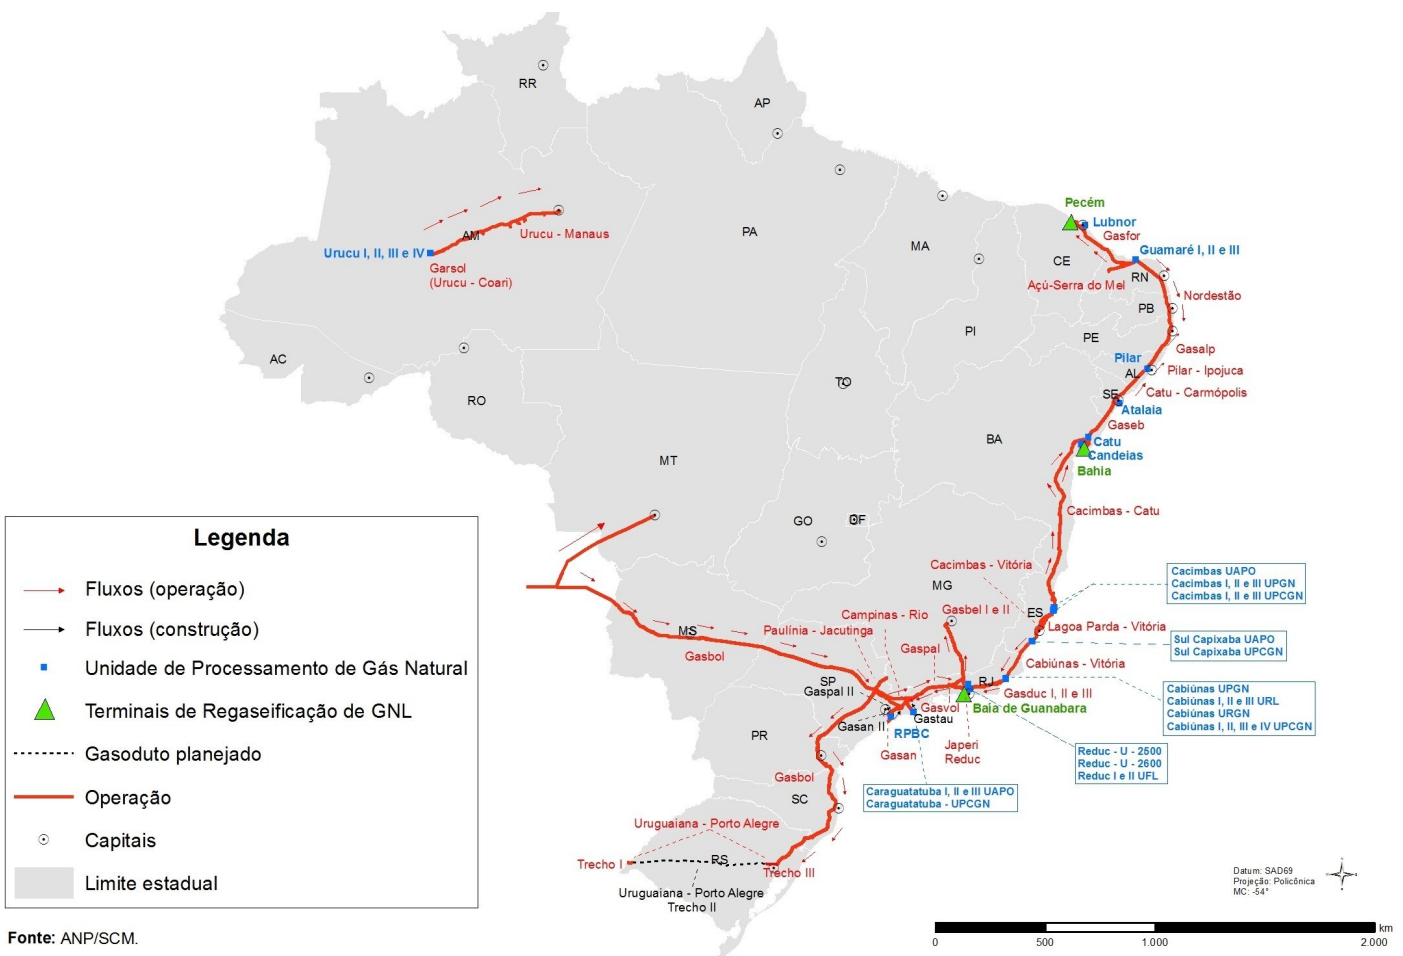 RR
AP
Pecém
Lubnor
Gasfor
AM
Urucu - Manaus
PA
MA
Guamaré I, II e III
Urucu I, II, III e IV
CE
Garsol
(Urucu - Coari)
Açú-Serra do Mel
RN
Nordestão
PB
PI
PE
Gasalp
AC
Pilar
AL
Pilar - Ipojuca
TO
SE
Catu - Carmópolis
RO
Atalaia
Gaseb
BA
Catu
Candeias
MT
Bahia
Cacimbas - Catu
GO
DF
Legenda
Fluxos (operação)
Fluxos (construção)
Unidade de Processamento de Gás Natural
Terminais de Regaseificação de GNL
Gasoduto planejado
Operação
Capitais
Limite estadual
Fonte: ANP/SCM.
Cacimbas - Vitória
Cacimbas UAPO
Cacimbas I, II e III UPGN
Cacimbas I, II e III UPCGN
MG
Campinas - Rio
Gasbel I e II
ES
Lagoa Parda - Vitória
MS
Paulínia - Jacutinga
Sul Capixaba UAPO
Sul Capixaba UPCGN
Gasbol
Gaspal
Cabiúnas - Vitória
SP
Gaspal II
RJ
Gasduc I, II e III
Cabiúnas UPGN
Cabiúnas I, II e III URL
Cabiúnas URGN
Cabiúnas I, II, III e IV UPCGN
Gasvol
Baia de Guanabara
Gastau
Gasan II
RPBC
PR
Gasan
Japeri
Reduc
Reduc - U - 2500
Reduc - U - 2600
Reduc I e II UFL
Gasbol
SC
Caraguatatuba I, II e III UAPO
Caraguatatuba - UPCGN
Uruguaiana - Porto Alegre
Trecho I
RS
Trecho III
Uruguaiana - Porto Alegre
Trecho II
Datum: SAD69
Projeção: Policônica
MC: -54°
km
0
500
1.000
2.000